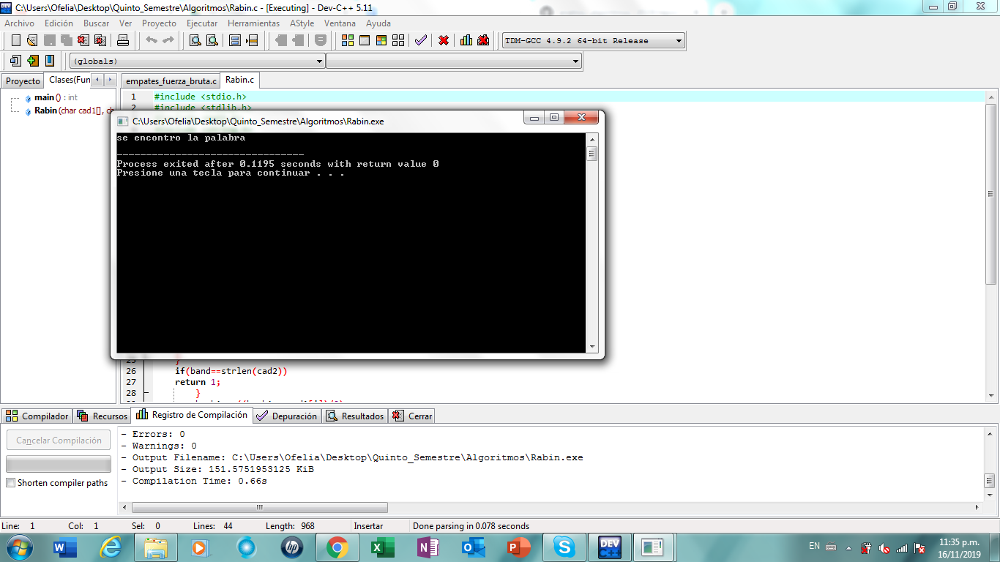 C:\Users\Ofelia\Desktop\Quinto_Semestre\Algoritmos\Rabin.c - [Executing] - Dev-C++ 5.11
Archivo Edición Buscar Ver Proyecto Ejecutar Herramientas AStyle Ventana Ayuda
TDM-GCC 4.9.2 64-bit Release
(globals)
Proyecto Clases(Fun empates_fuerza_bruta.c Rabin.c
main () : int
Rabin (char cad1[], ch
1 #include <stdio.h>
2 #include <stdlib.h>
C:\Users\Ofelia\Desktop\Quinto_Semestre\Algoritmos\Rabin.exe
se encontro la palabra
--------------------------------
Process exited after 0.1195 seconds with return value 0
Presione una tecla para continuar . . .
25 }
26 if(band==strlen(cad2))
27 return 1;
28 }
Compilador Recursos Registro de Compilación Depuración Resultados Cerrar
Cancelar Compilación
Shorten compiler paths
- Errors: 0
- Warnings: 0
- Output Filename: C:\Users\Ofelia\Desktop\Quinto_Semestre\Algoritmos\Rabin.exe
- Output Size: 151.5751953125 KiB
- Compilation Time: 0.66s
Line: 1 Col: 1 Sel: 0 Lines: 44 Length: 968 Insertar Done parsing in 0.078 seconds
EN
11:35 p.m.
16/11/2019